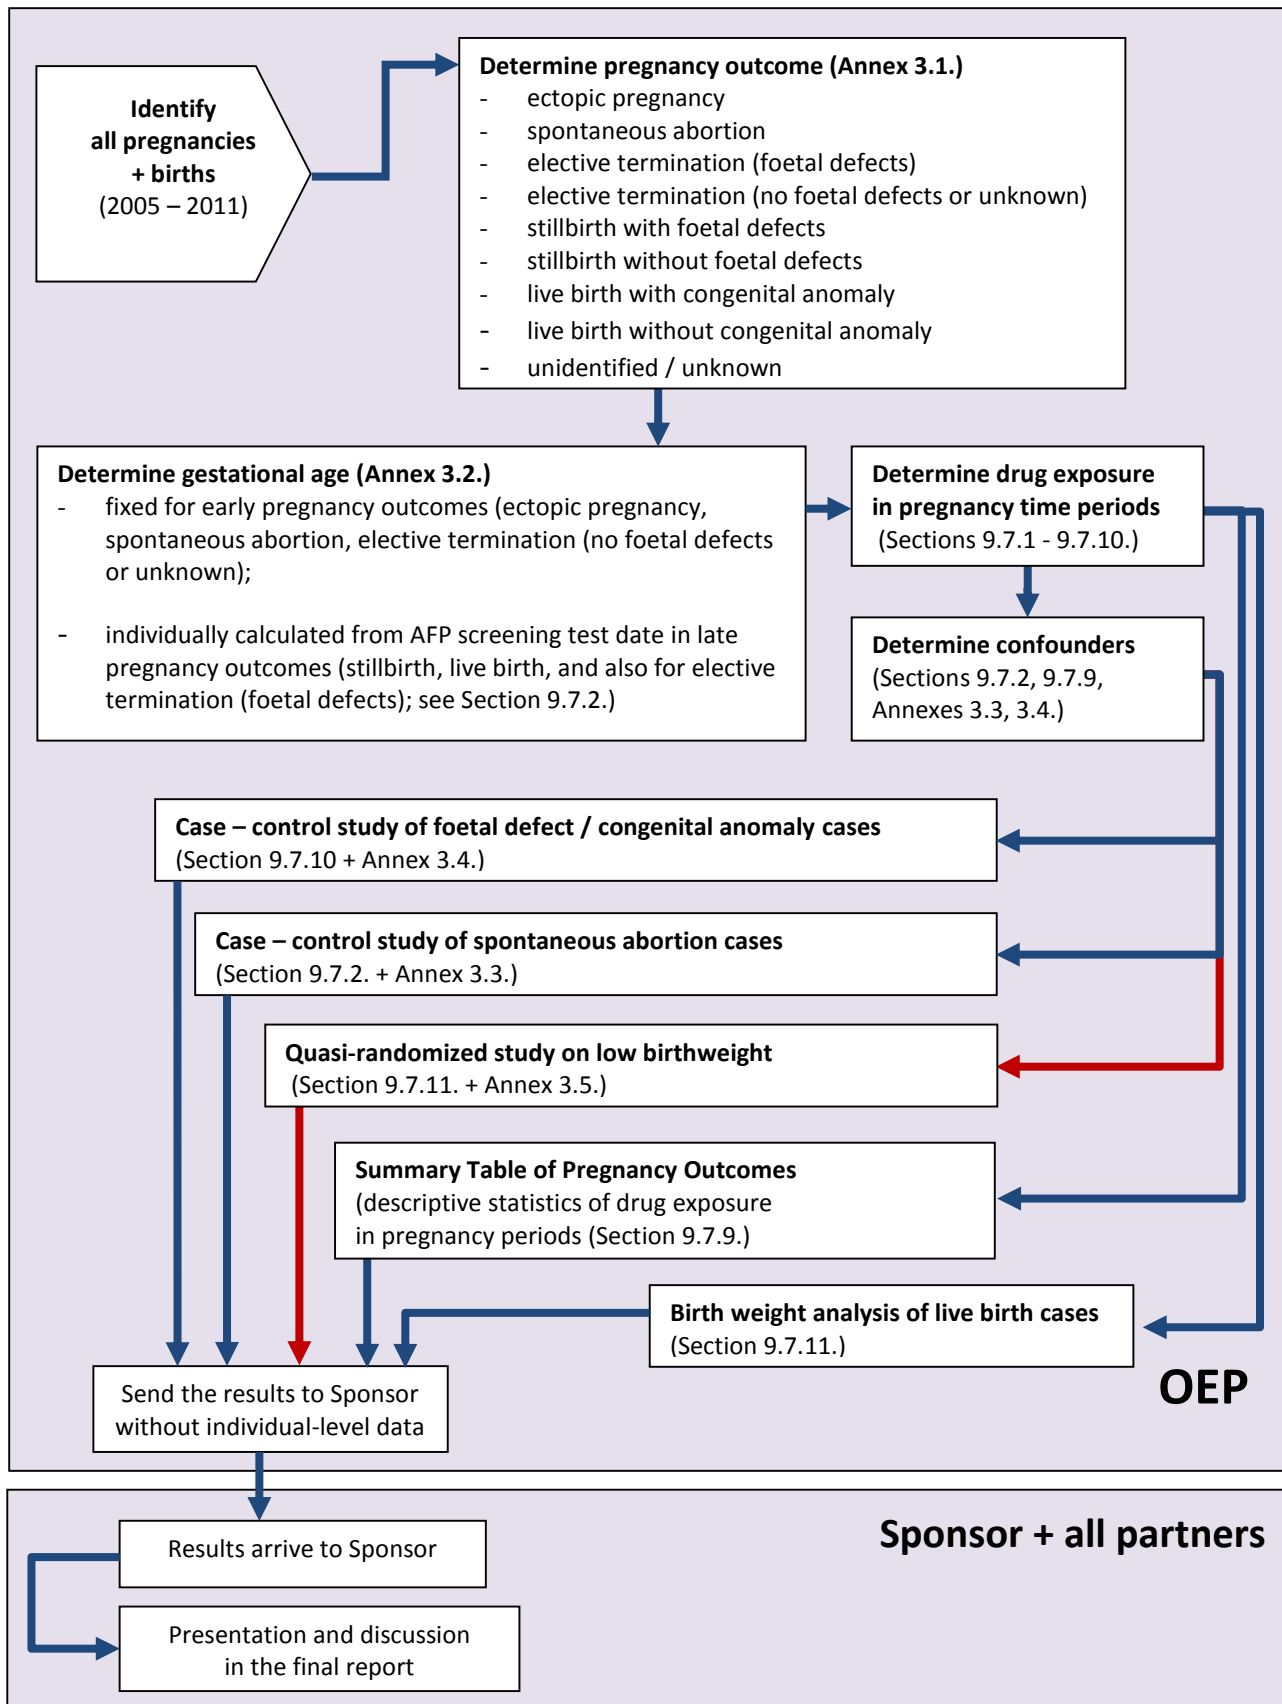 Identify
all pregnancies
+ births
(2005 – 2011)
Determine pregnancy outcome (Annex 3.1.)
- ectopic pregnancy
- spontaneous abortion
- elective termination (foetal defects)
- elective termination (no foetal defects or unknown)
- stillbirth with foetal defects
- stillbirth without foetal defects
- live birth with congenital anomaly
- live birth without congenital anomaly
- unidentified / unknown
Determine gestational age (Annex 3.2.)
- fixed for early pregnancy outcomes (ectopic pregnancy,
spontaneous abortion, elective termination (no foetal defects
or unknown);
- individually calculated from AFP screening test date in late
pregnancy outcomes (stillbirth, live birth, and also for elective
termination (foetal defects); see Section 9.7.2.)
Determine drug exposure
in pregnancy time periods
(Sections 9.7.1 - 9.7.10.)
Determine confounders
(Sections 9.7.2, 9.7.9,
Annexes 3.3, 3.4.)
Case – control study of foetal defect / congenital anomaly cases
(Section 9.7.10 + Annex 3.4.)
Case – control study of spontaneous abortion cases
(Section 9.7.2. + Annex 3.3.)
Quasi-randomized study on low birthweight
(Section 9.7.11. + Annex 3.5.)
Summary Table of Pregnancy Outcomes
(descriptive statistics of drug exposure
in pregnancy periods (Section 9.7.9.)
Birth weight analysis of live birth cases
(Section 9.7.11.)
OEP
Send the results to Sponsor
without individual-level data
Sponsor + all partners
Results arrive to Sponsor
Presentation and discussion
in the final report